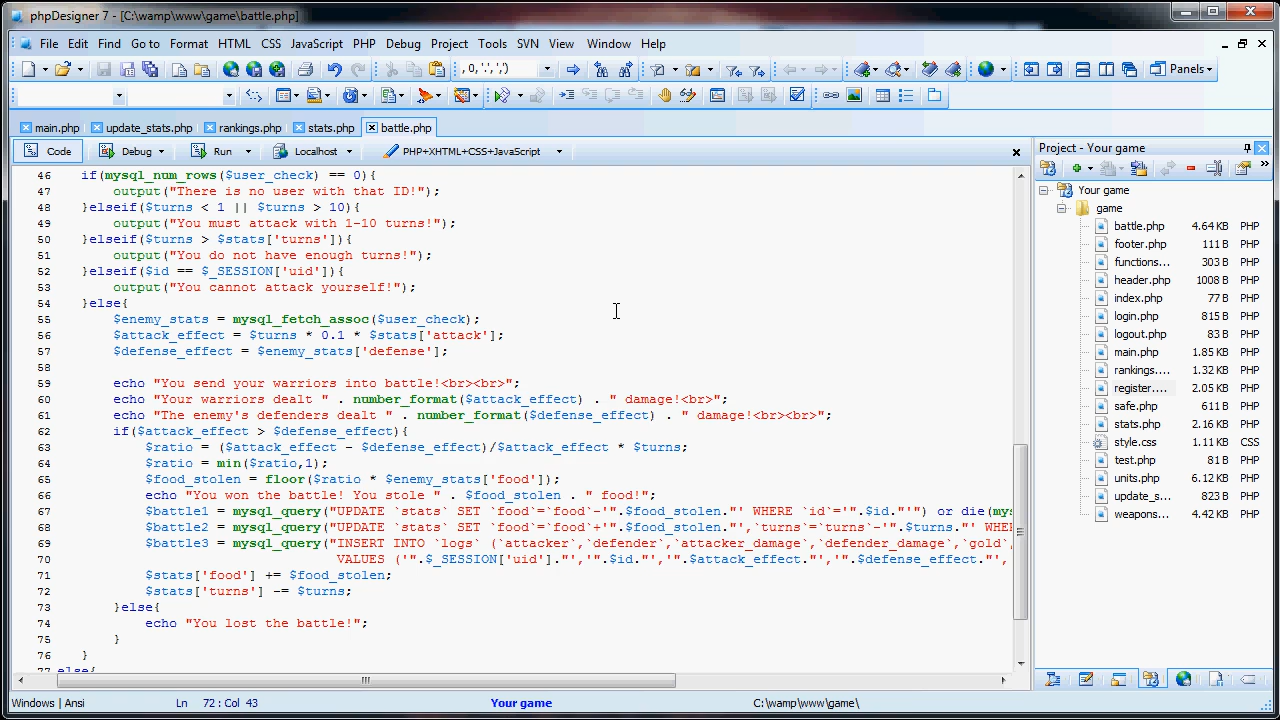 phpDesigner 7 - [C:\wamp\www\game\battle.php]
File Edit Find Go to Format HTML CSS JavaScript PHP Debug Project Tools SVN View Window Help
, 0,'.',',')
Panels
main.php update_stats.php rankings.php stats.php battle.php
Code Debug Run Localhost PHP+XHTML+CSS+JavaScript
46 if(mysql_num_rows($user_check) == 0){
47 output("There is no user with that ID!");
48 }elseif($turns < 1 || $turns > 10){
49 output("You must attack with 1-10 turns!");
50 }elseif($turns > $stats['turns']){
51 output("You do not have enough turns!");
52 }elseif($id == $_SESSION['uid']){
53 output("You cannot attack yourself!");
54 }else{
55 $enemy_stats = mysql_fetch_assoc($user_check);
56 $attack_effect = $turns * 0.1 * $stats['attack'];
57 $defense_effect = $enemy_stats['defense'];
58
59 echo "You send your warriors into battle!<br><br>";
60 echo "Your warriors dealt " . number_format($attack_effect) . " damage!<br>";
61 echo "The enemy's defenders dealt " . number_format($defense_effect) . " damage!<br><br>";
62 if($attack_effect > $defense_effect){
63 $ratio = ($attack_effect - $defense_effect)/$attack_effect * $turns;
64 $ratio = min($ratio,1);
65 $food_stolen = floor($ratio * $enemy_stats['food']);
66 echo "You won the battle! You stole " . $food_stolen . " food!";
67 $battle1 = mysql_query("UPDATE `stats` SET `food`=`food`-'".$food_stolen."' WHERE `id`='".$id."'") or die(mys
68 $battle2 = mysql_query("UPDATE `stats` SET `food`=`food`+'".$food_stolen."',`turns`=`turns`-'".$turns."' WHE
69 $battle3 = mysql_query("INSERT INTO `logs` (`attacker`,`defender`,`attacker_damage`,`defender_damage`,`gold`,
70 VALUES ('".$_SESSION['uid']."','".$id."','".$attack_effect."','".$defense_effect."',
71 $stats['food'] += $food_stolen;
72 $stats['turns'] -= $turns;
73 }else{
74 echo "You lost the battle!";
75 }
76 }
77 else{
Project - Your game
Your game
game
battle.php 4.64 KB PHP
footer.php 111 B PHP
functions... 303 B PHP
header.php 1008 B PHP
index.php 77 B PHP
login.php 815 B PHP
logout.php 83 B PHP
main.php 1.85 KB PHP
rankings.... 1.32 KB PHP
register.... 2.05 KB PHP
safe.php 611 B PHP
stats.php 2.16 KB PHP
style.css 1.11 KB CSS
test.php 81 B PHP
units.php 6.12 KB PHP
update_s... 823 B PHP
weapons... 4.42 KB PHP
Windows | Ansi Ln 72 : Col 43 Your game C:\wamp\www\game\